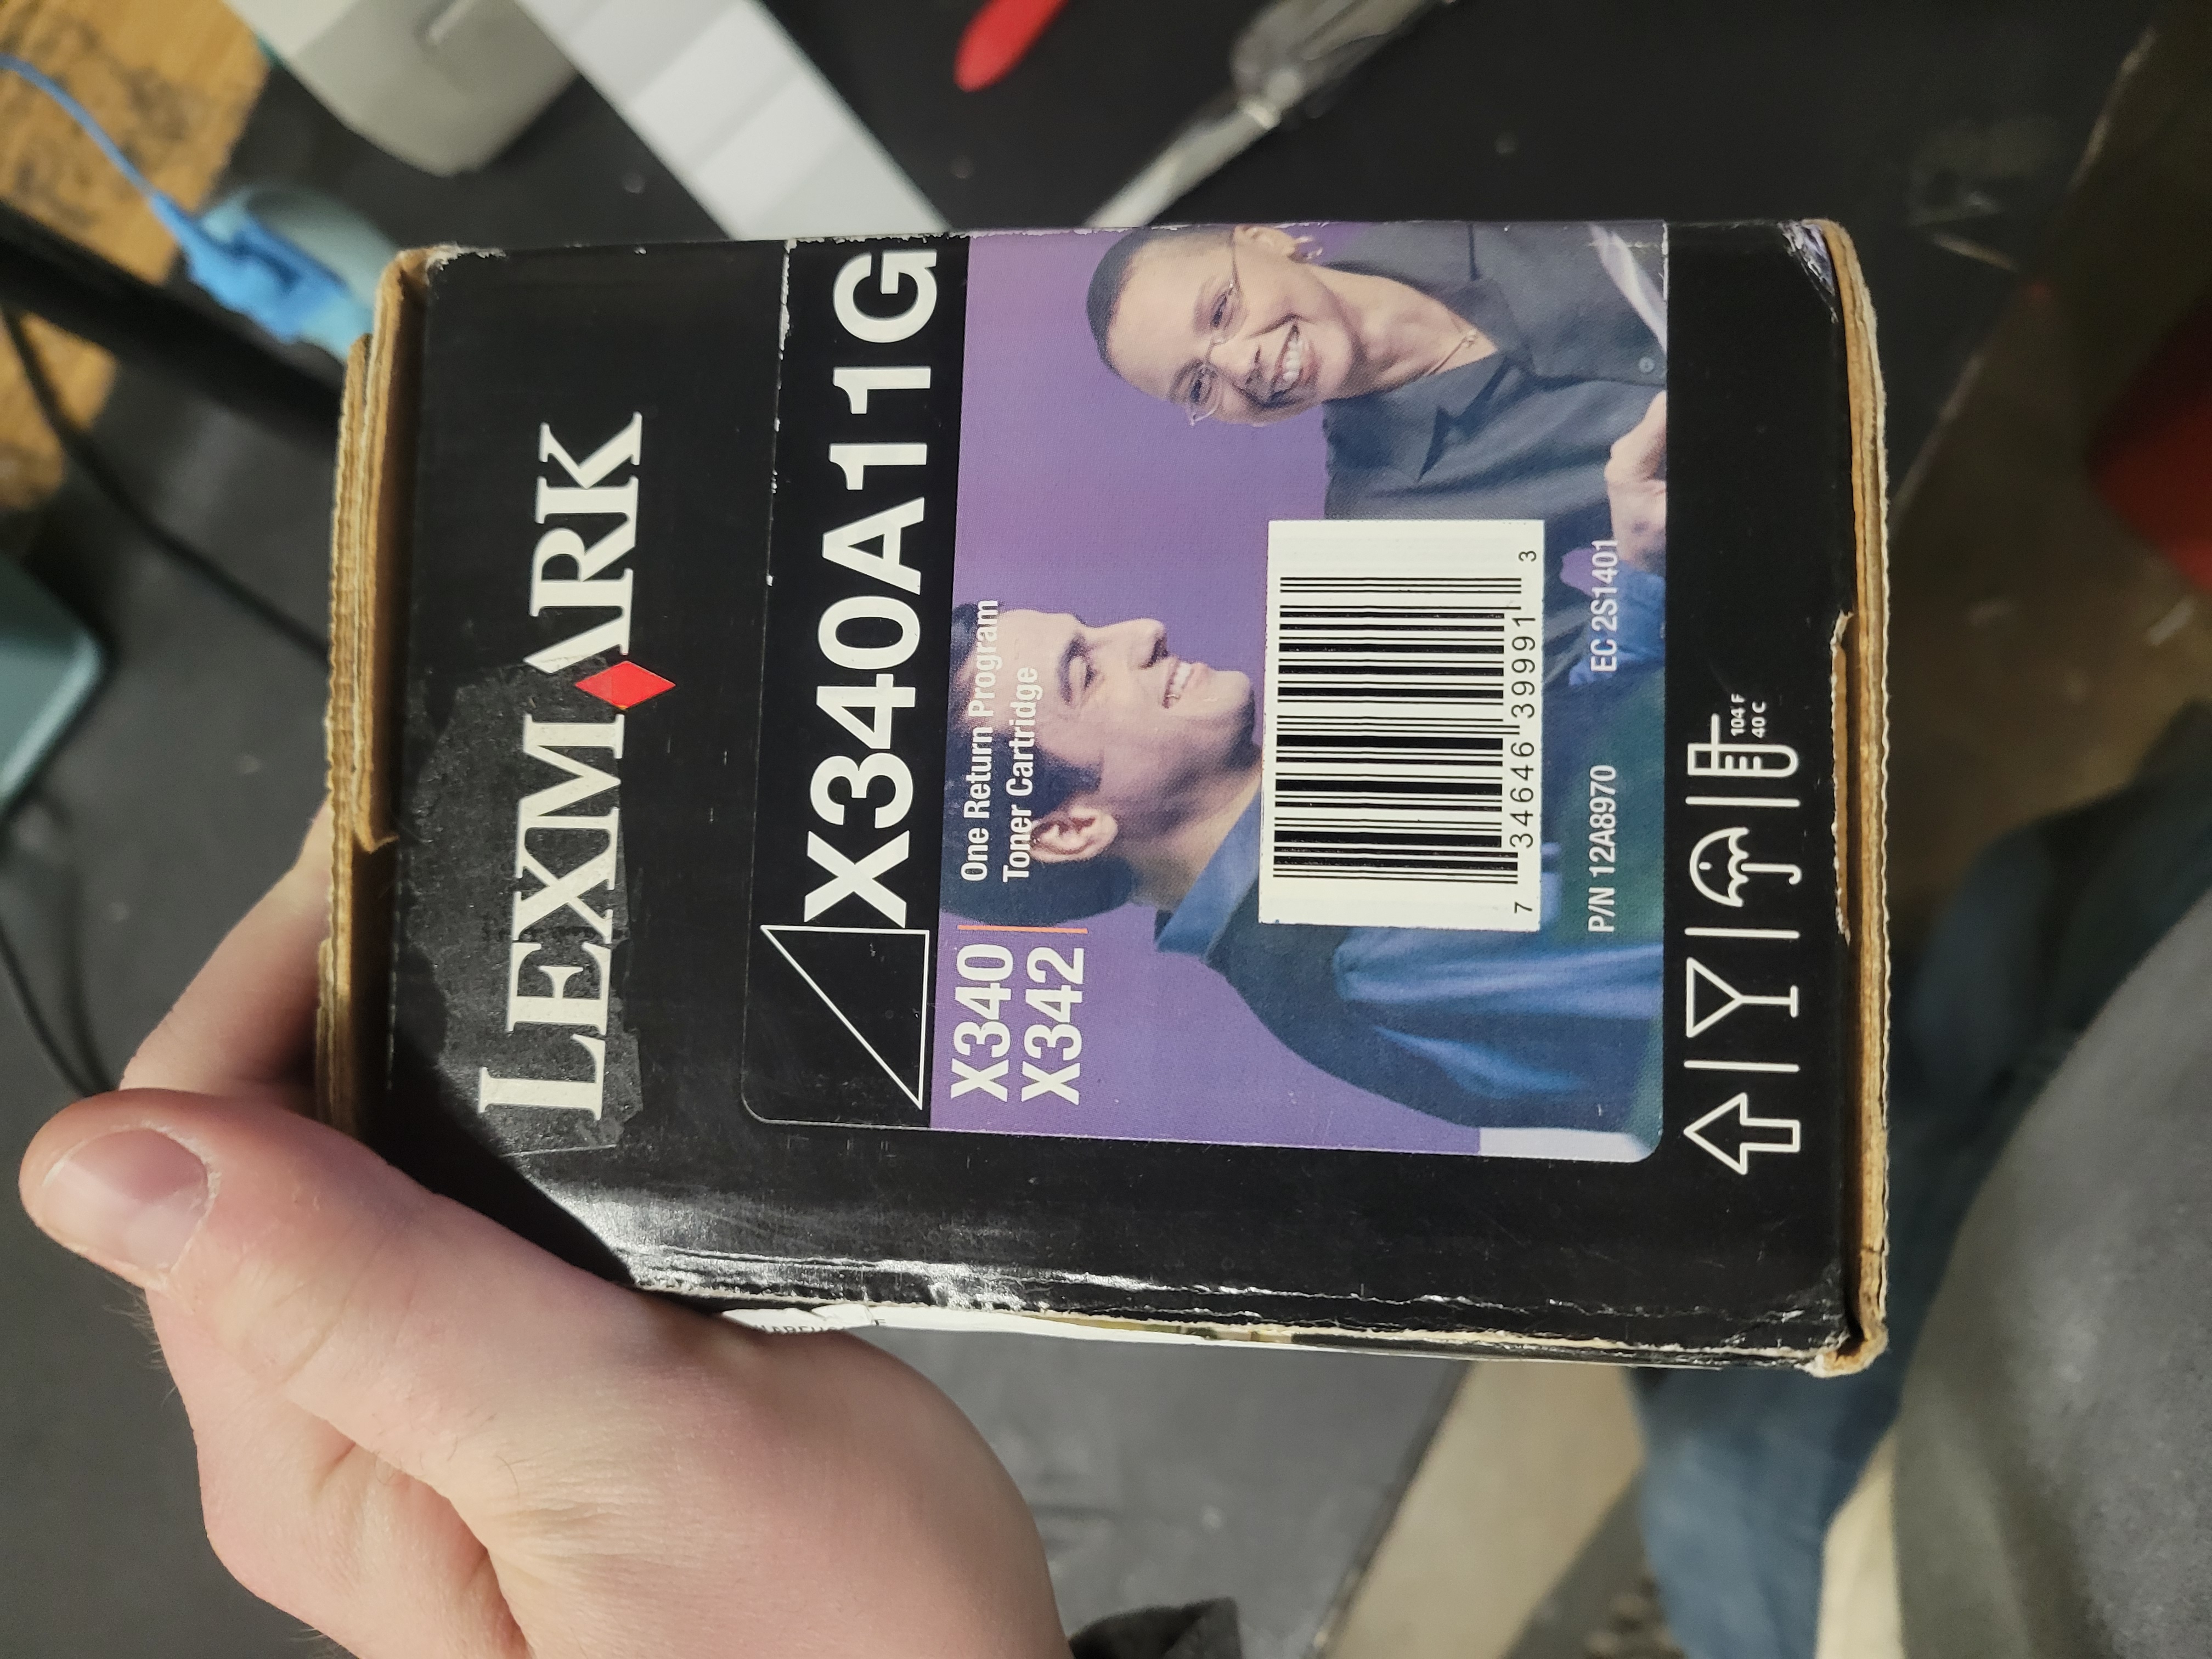 LEXMARK
X340A11G
X340
X342
One Return Program
Toner Cartridge
7 34646 39991 3
P/N 12A8970
EC 2S1401
104 F
40 C